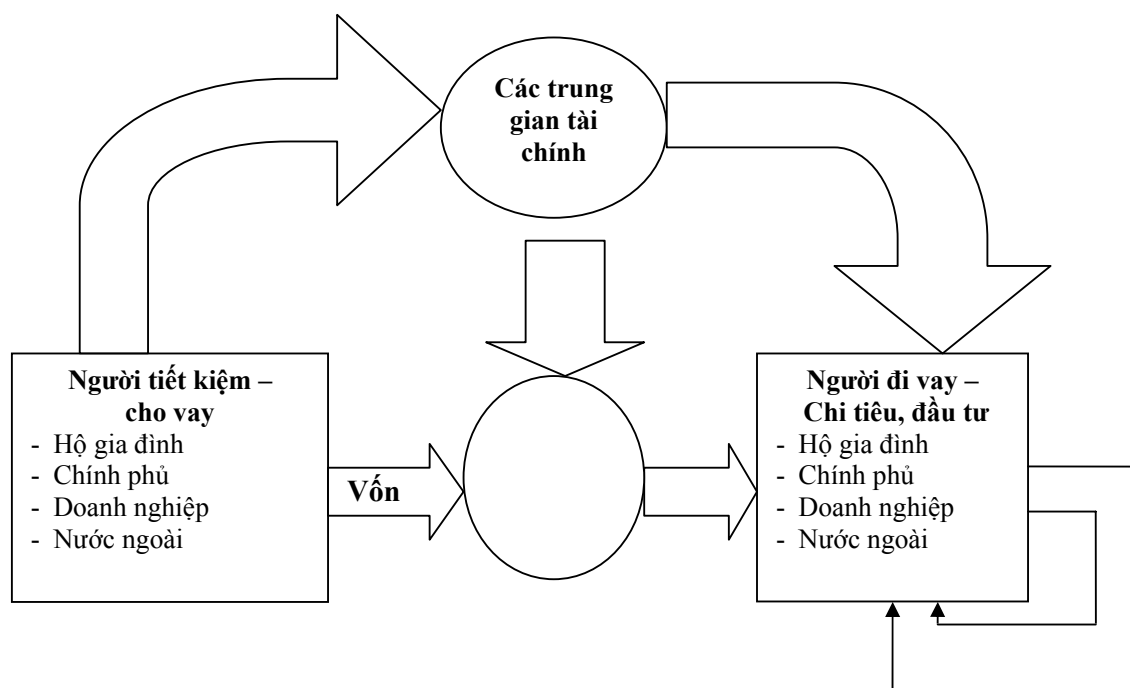 Các trung
gian tài
chính
Người tiết kiệm –
cho vay
- Hộ gia đình
- Chính phủ
- Doanh nghiệp
- Nước ngoài
Vốn
Người đi vay –
Chi tiêu, đầu tư
- Hộ gia đình
- Chính phủ
- Doanh nghiệp
- Nước ngoài